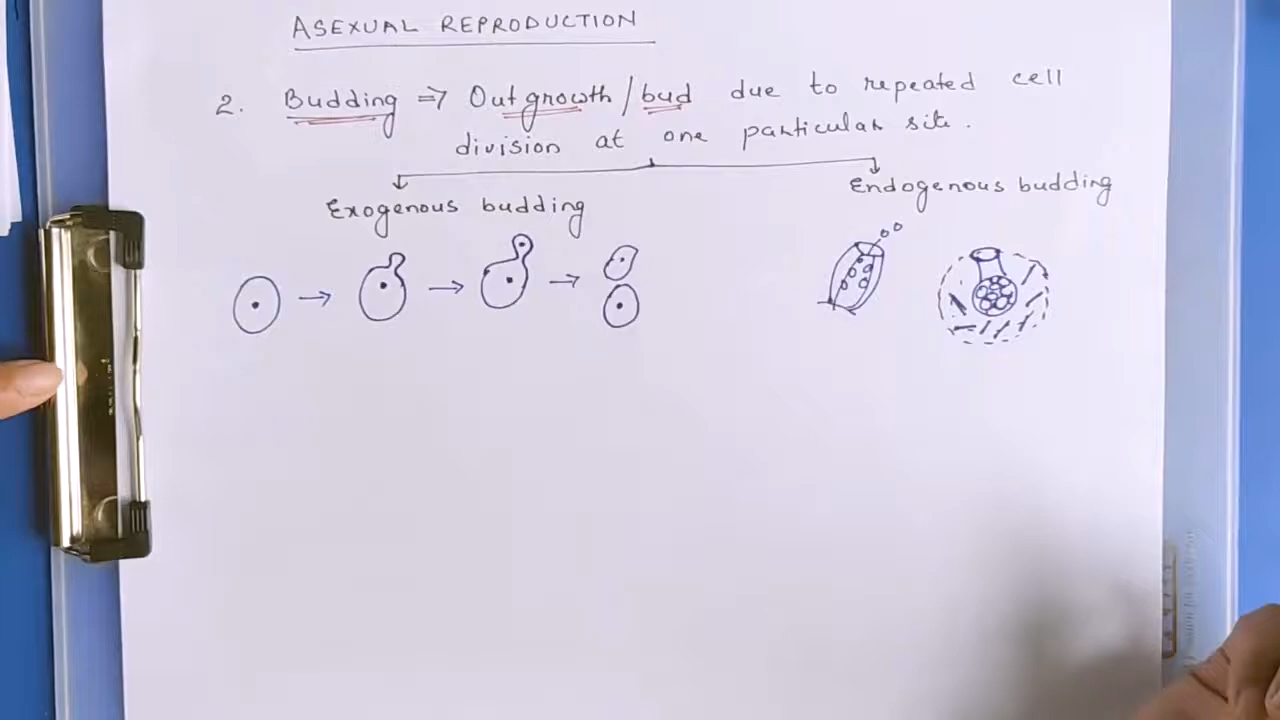 ASEXUAL REPRODUCTION
2. Budding ⇒ Outgrowth / bud due to repeated cell
division at one particular site.
Exogenous budding
Endogenous budding